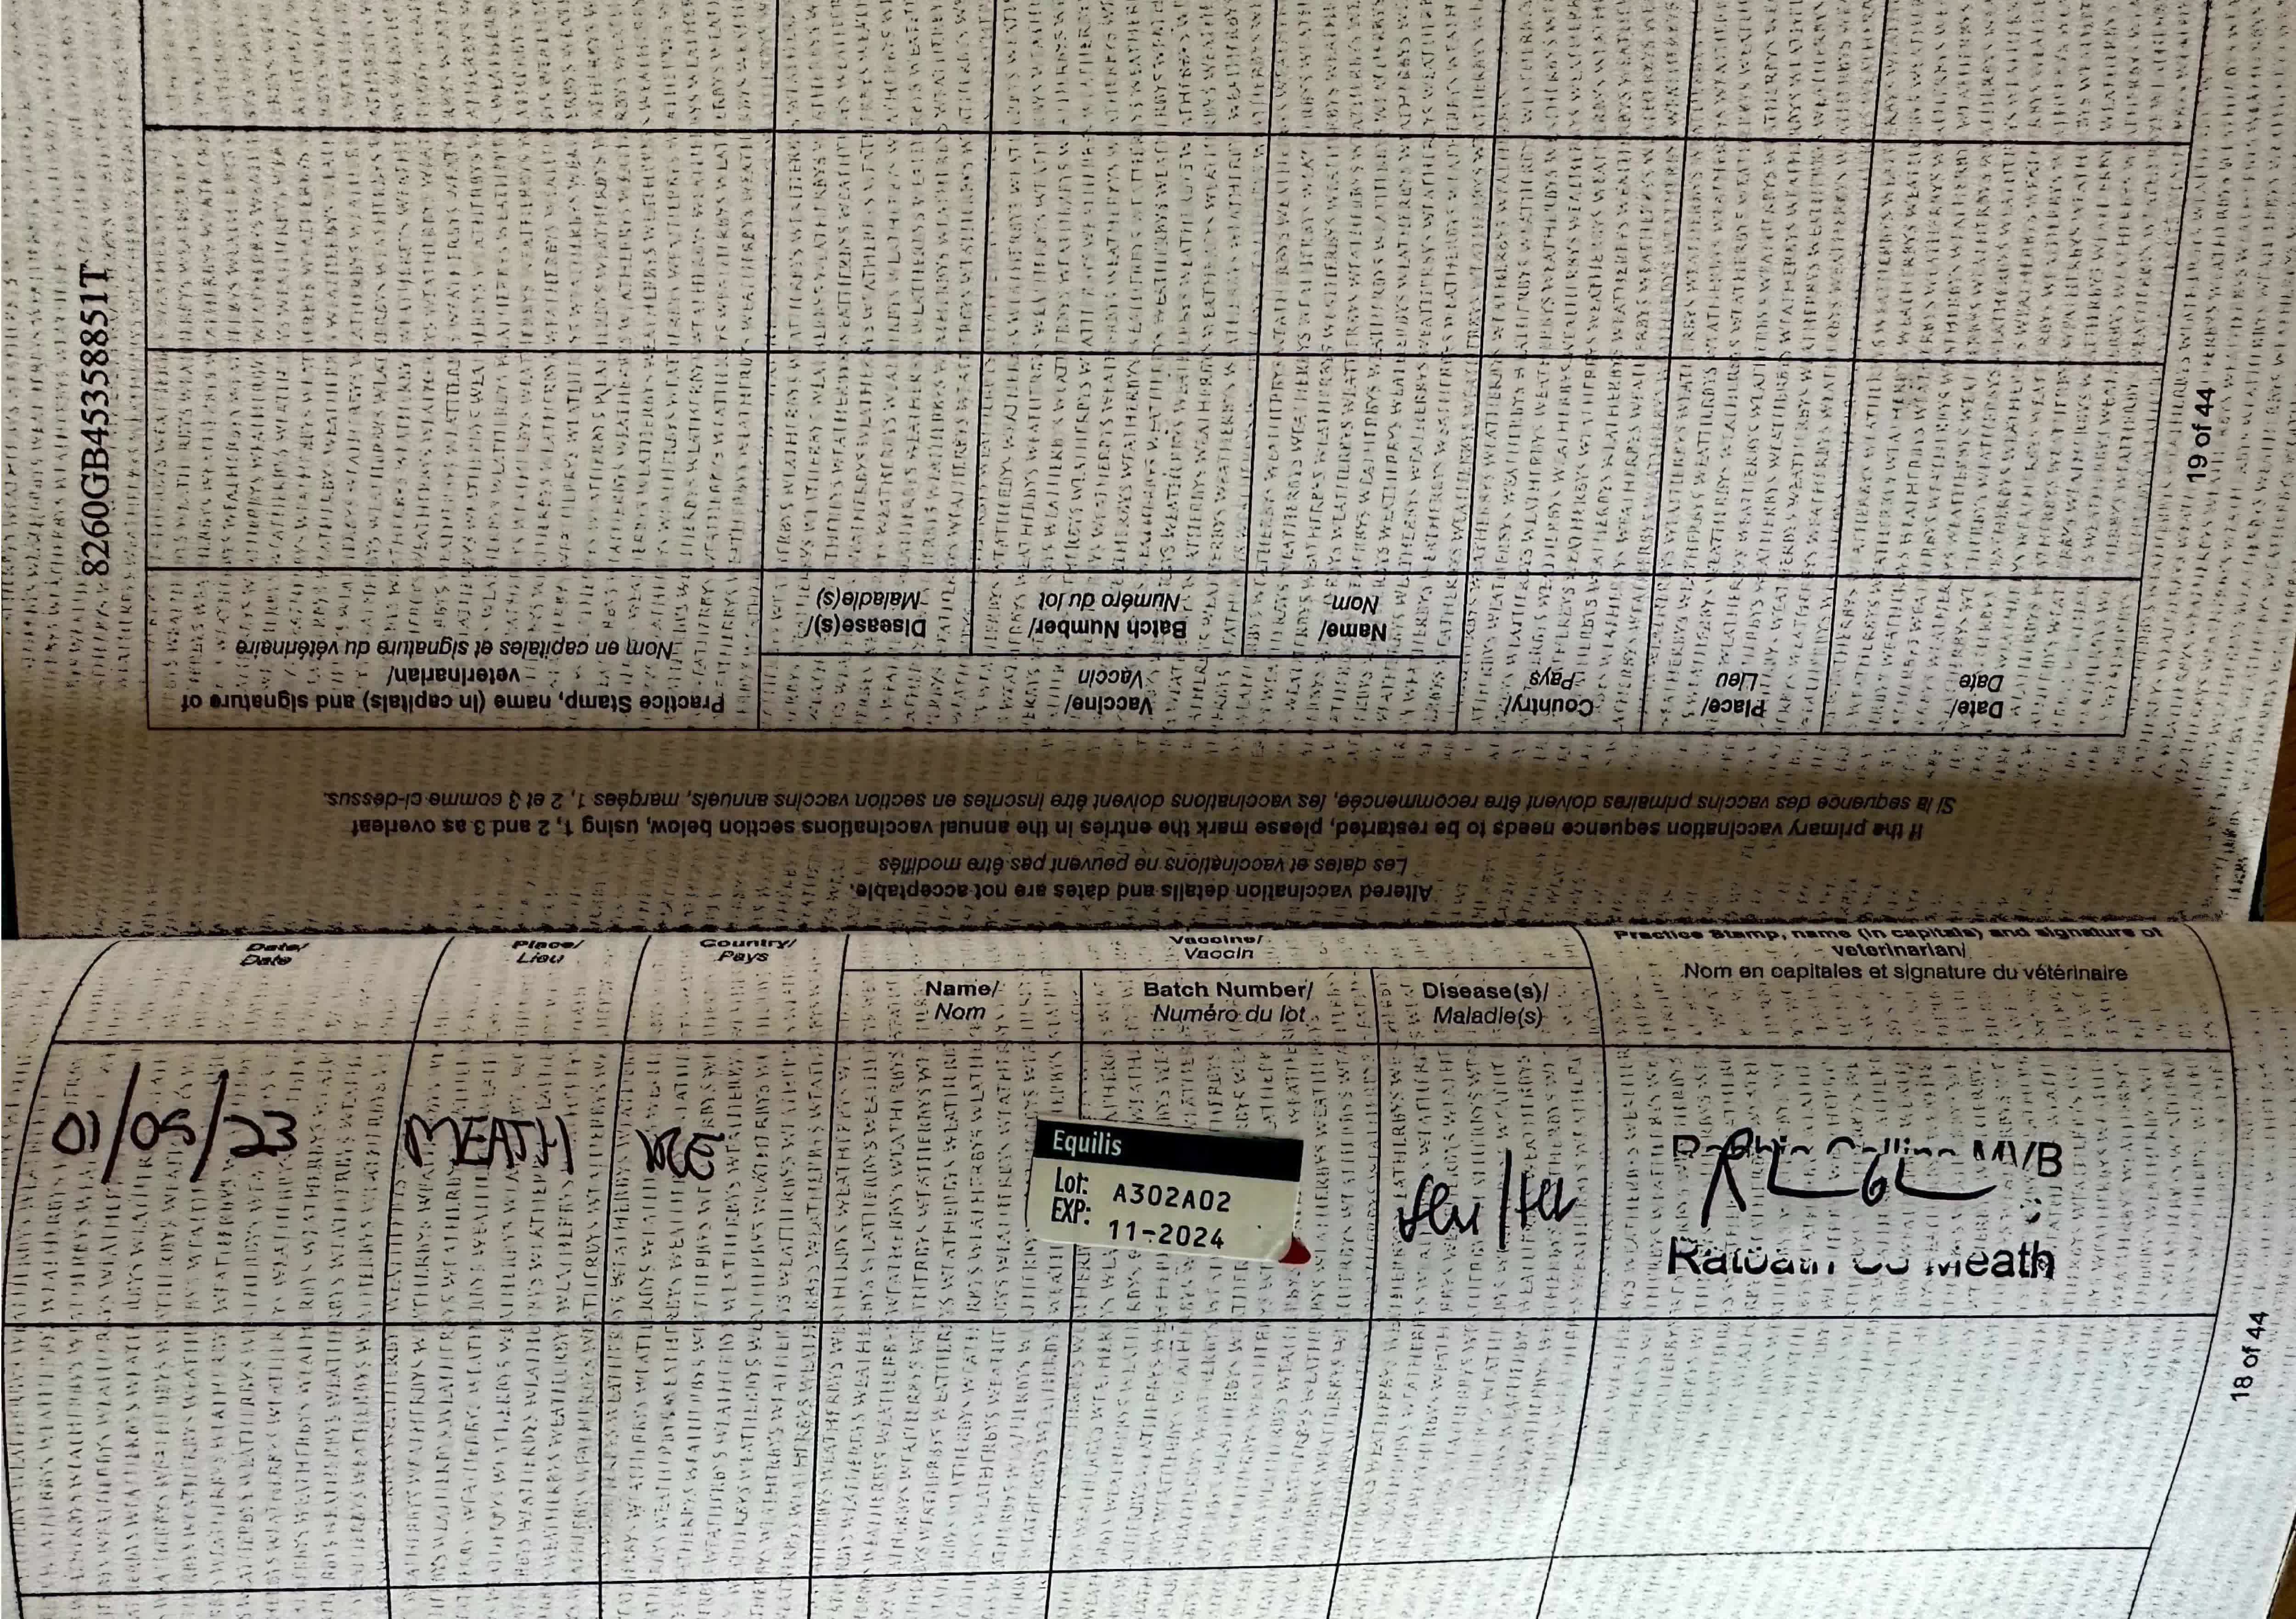 8260GB45358851T
Practice Stamp, name (in capitals) and signature of
veterinarian/
Nom en capitales et signature du vétérinaire
Vaccine/
Vaccin
Disease(s)/
Maladie(s)
Batch Number/
Numéro du lot
Name/
Nom
Country/
Pays
Place/
Lieu
Date/
Date
19 of 44
Altered vaccination details and dates are not acceptable.
Les dates et vaccinations ne peuvent pas être modifiés
If the primary vaccination sequence needs to be restarted, please mark the entries in the annual vaccinations section below, using 1, 2 and 3 as overleaf
Si la sequence des vaccins primaires doivent être recommencée, les vaccinations doivent être inscrites en section vaccins annuels, marqées 1, 2 et 3 comme ci-dessus.
Date/
Date
Place/
Lieu
Country/
Pays
Vaccine/
Vaccin
Name/
Nom
Batch Number/
Numéro du lot
Disease(s)/
Maladie(s)
Practice Stamp, name (in capitals) and signature of
veterinarian/
Nom en capitales et signature du vétérinaire
01/05/23
MEATH
IRE
Equilis
Lot: A302A02
EXP: 11-2024
flu/tet
MVB
Ratoath Co Meath
18 of 44